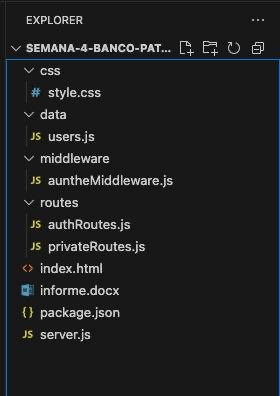 EXPLORER
SEMANA-4-BANCO-PAT...
css
# style.css
data
JS users.js
middleware
JS auntheMiddleware.js
routes
JS authRoutes.js
JS privateRoutes.js
<> index.html
informe.docx
{} package.json
JS server.js